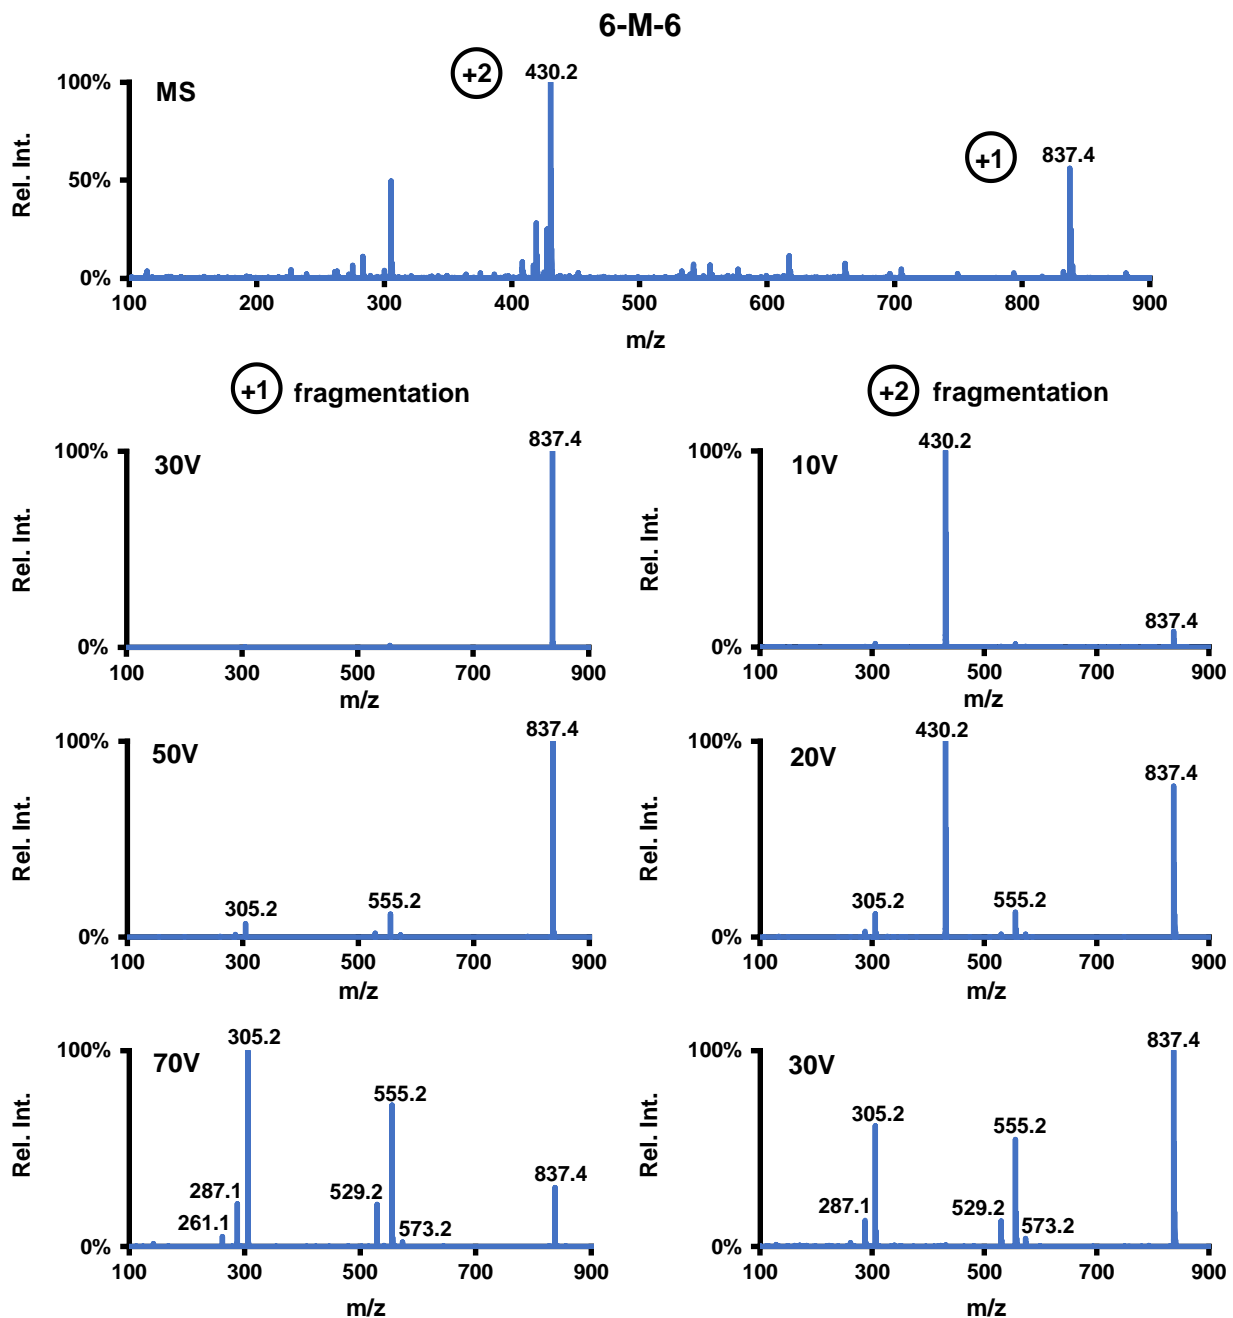 6-M-6
MS
+2
430.2
+1
837.4
Rel. Int.
100%
50%
0%
100 200 300 400 500 600 700 800 900
m/z
+1 fragmentation
30V
837.4
Rel. Int.
100%
0%
100 300 500 700 900
m/z
50V
837.4
305.2
555.2
Rel. Int.
100%
0%
100 300 500 700 900
m/z
70V
305.2
555.2
837.4
287.1
529.2
261.1
573.2
Rel. Int.
100%
0%
100 300 500 700 900
m/z
+2 fragmentation
10V
430.2
837.4
Rel. Int.
100%
0%
100 300 500 700 900
m/z
20V
430.2
837.4
305.2
555.2
Rel. Int.
100%
0%
100 300 500 700 900
m/z
30V
837.4
305.2
555.2
287.1
529.2
573.2
Rel. Int.
100%
0%
100 300 500 700 900
m/z